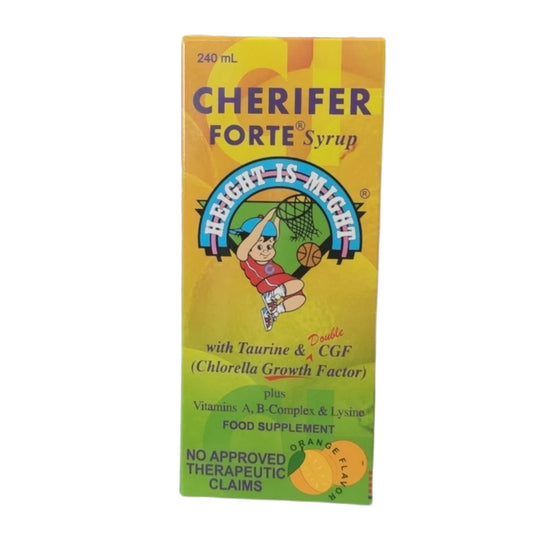 240 mL
CHERIFER
FORTE® Syrup
HEIGHT IS MIGHT ®
with Taurine & Double CGF
(Chlorella Growth Factor)
plus
Vitamins A, B-Complex & Lysine
FOOD SUPPLEMENT
NO APPROVED
THERAPEUTIC
CLAIMS
ORANGE FLAVOR